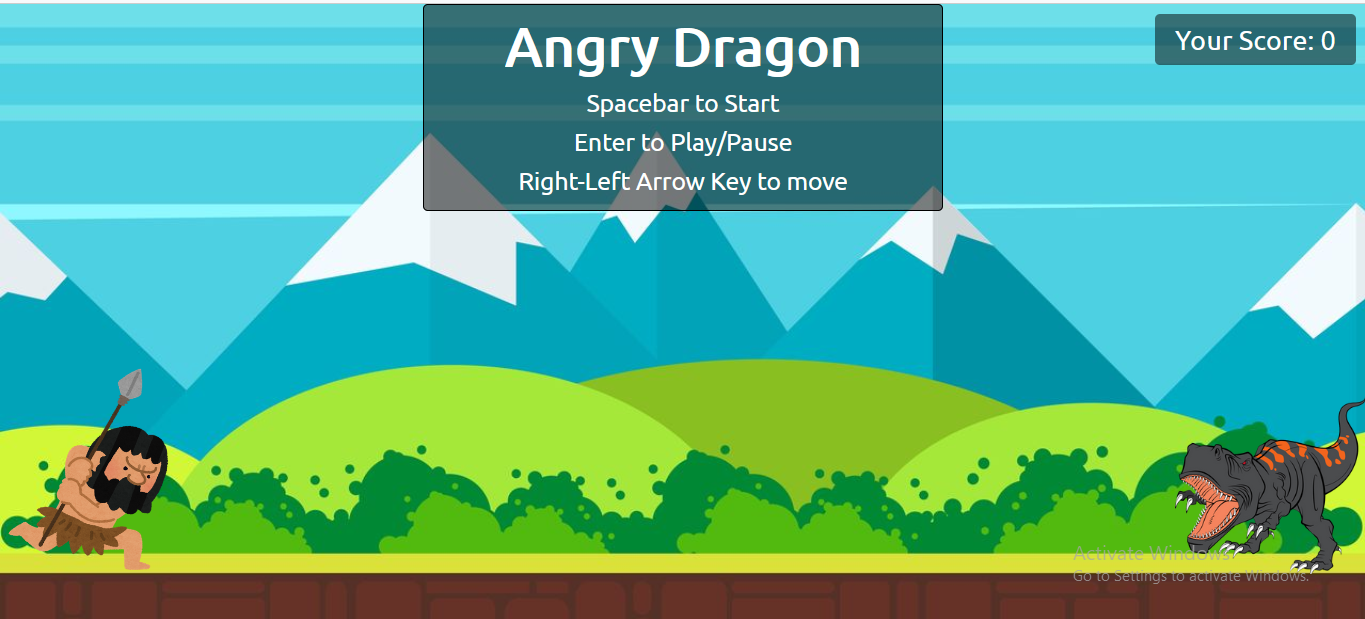 Angry Dragon
Your Score: 0
Spacebar to Start
Enter to Play/Pause
Right-Left Arrow Key to move
Activate Windows
Go to Settings to activate Windows.